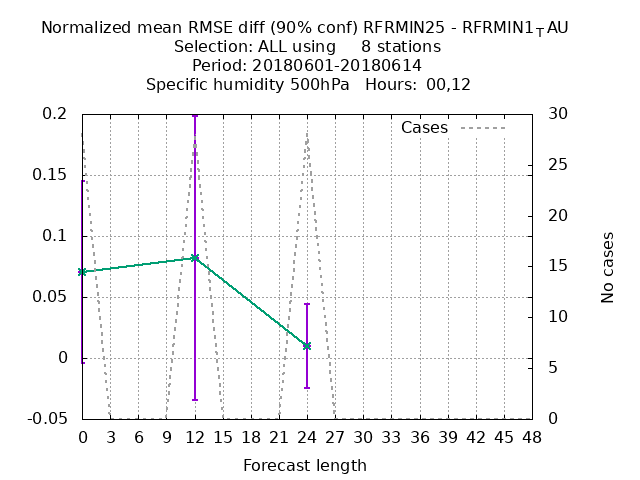 Normalized mean RMSE diff (90% conf) RFRMIN25 - RFRMIN1_TAU
Selection: ALL using     8 stations
Period: 20180601-20180614
Specific humidity 500hPa   Hours:  00,12
Cases
0.2
0.15
0.1
0.05
0
-0.05
30
25
20
15
10
5
0
No cases
0 3 6 9 12 15 18 21 24 27 30 33 36 39 42 45 48
Forecast length